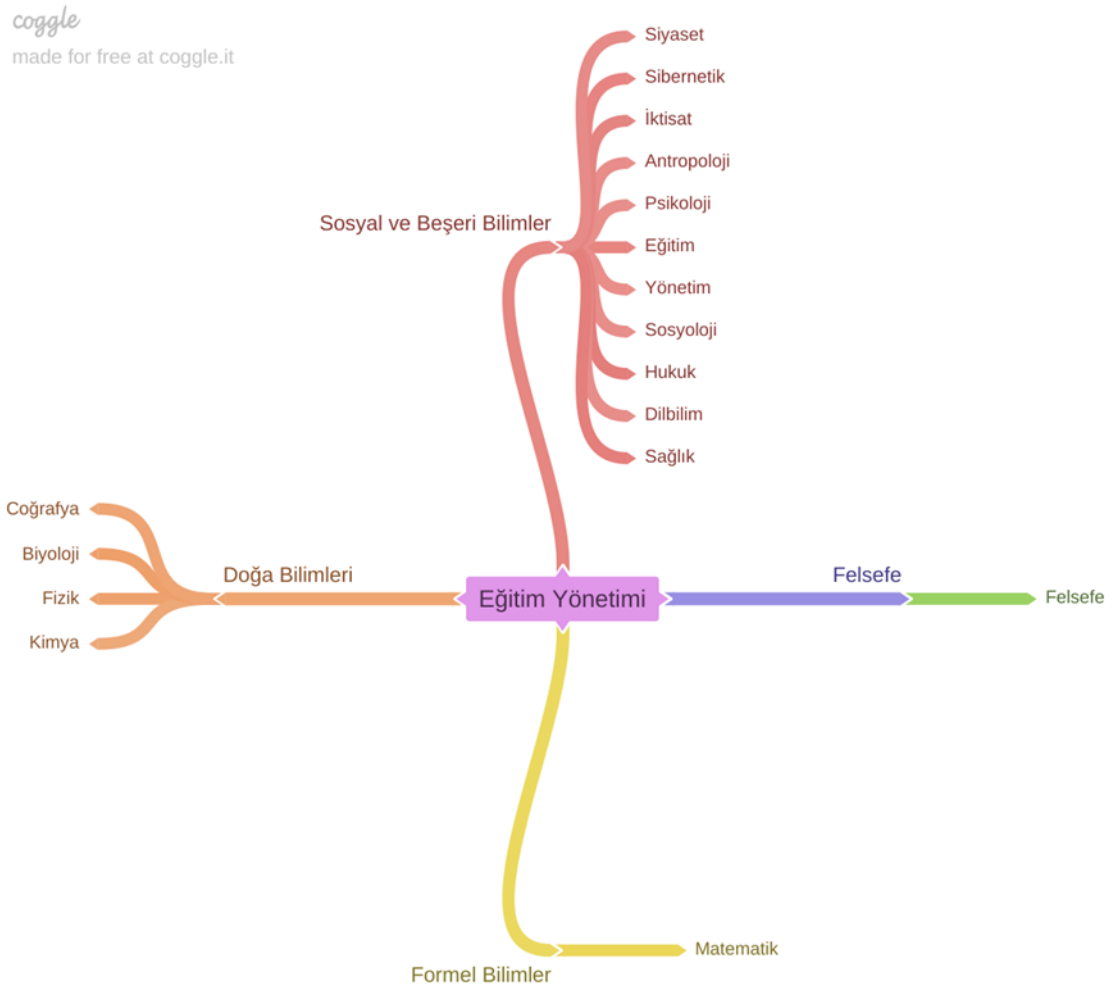 coggle
made for free at coggle.it
Siyaset
Sibernetik
İktisat
Antropoloji
Psikoloji
Sosyal ve Beşeri Bilimler
Eğitim
Yönetim
Sosyoloji
Hukuk
Dilbilim
Sağlık
Coğrafya
Biyoloji
Fizik
Kimya
Doğa Bilimleri
Eğitim Yönetimi
Felsefe
Felsefe
Matematik
Formel Bilimler